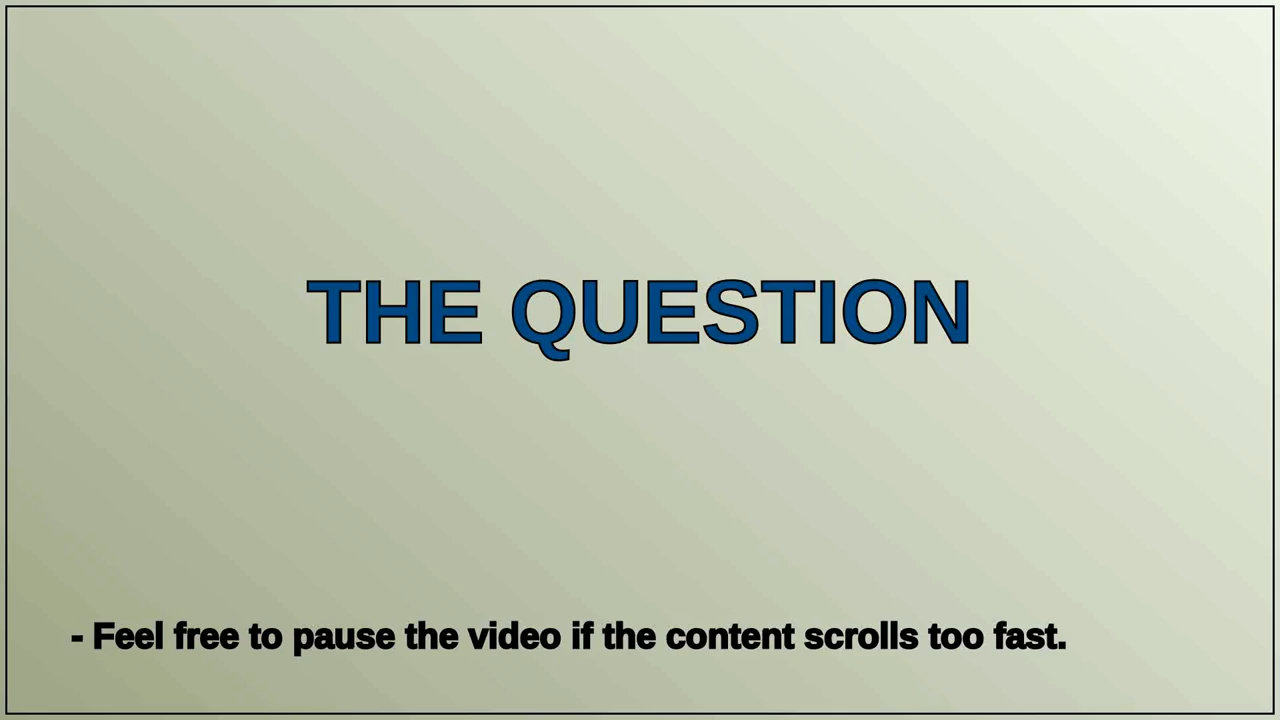 THE QUESTION
- Feel free to pause the video if the content scrolls too fast.